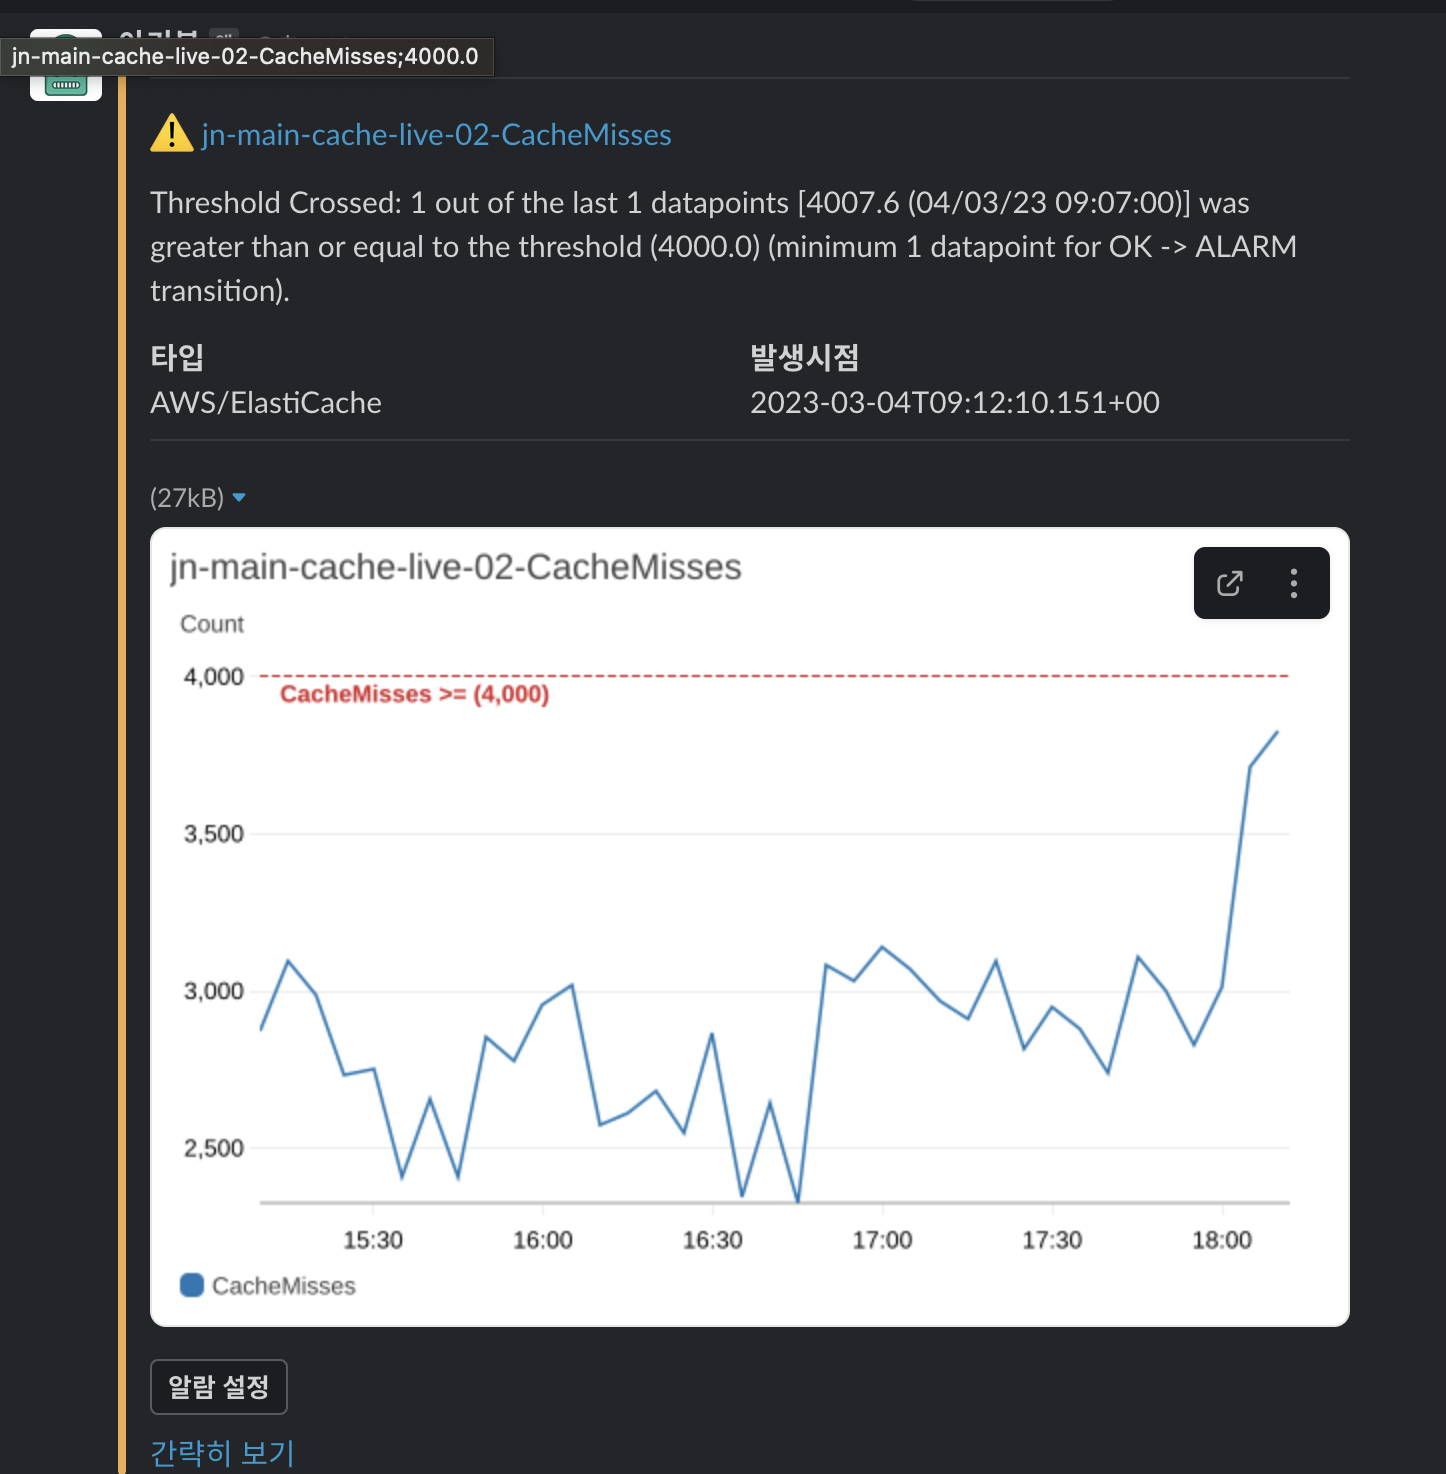 jn-main-cache-live-02-CacheMisses;4000.0
jn-main-cache-live-02-CacheMisses
Threshold Crossed: 1 out of the last 1 datapoints [4007.6 (04/03/23 09:07:00)] was
greater than or equal to the threshold (4000.0) (minimum 1 datapoint for OK -> ALARM
transition).
타입
발생시점
AWS/ElastiCache
2023-03-04T09:12:10.151+00
(27kB)
jn-main-cache-live-02-CacheMisses
Count
4,000
CacheMisses >= (4,000)
3,500
3,000
2,500
15:30 16:00 16:30 17:00 17:30 18:00
CacheMisses
알람 설정
간략히 보기